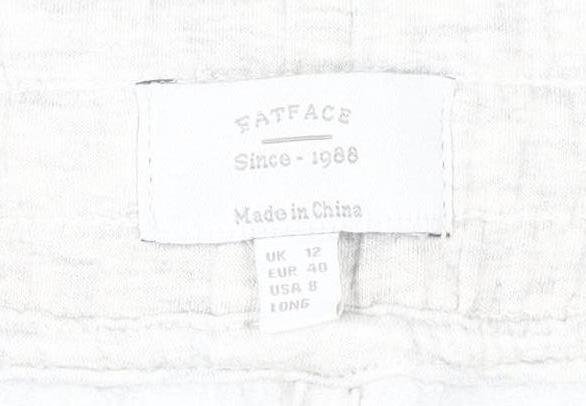 FATFACE
Since - 1988
Made in China
UK 12
EUR 40
USA 8
LONG